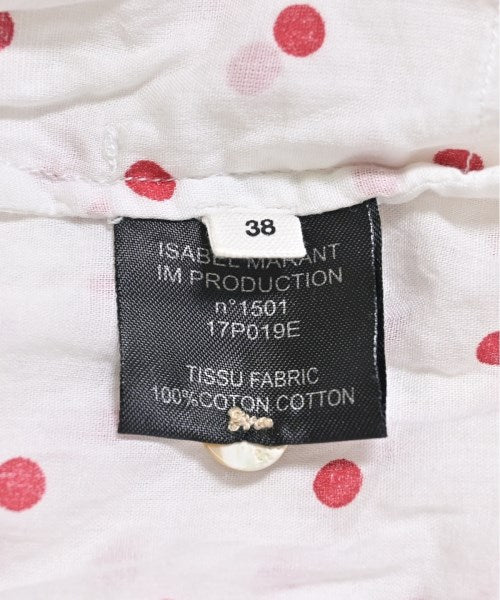 38
ISABEL MARANT
IM PRODUCTION
n°1501
17P019E
TISSU FABRIC
100%COTON COTTON